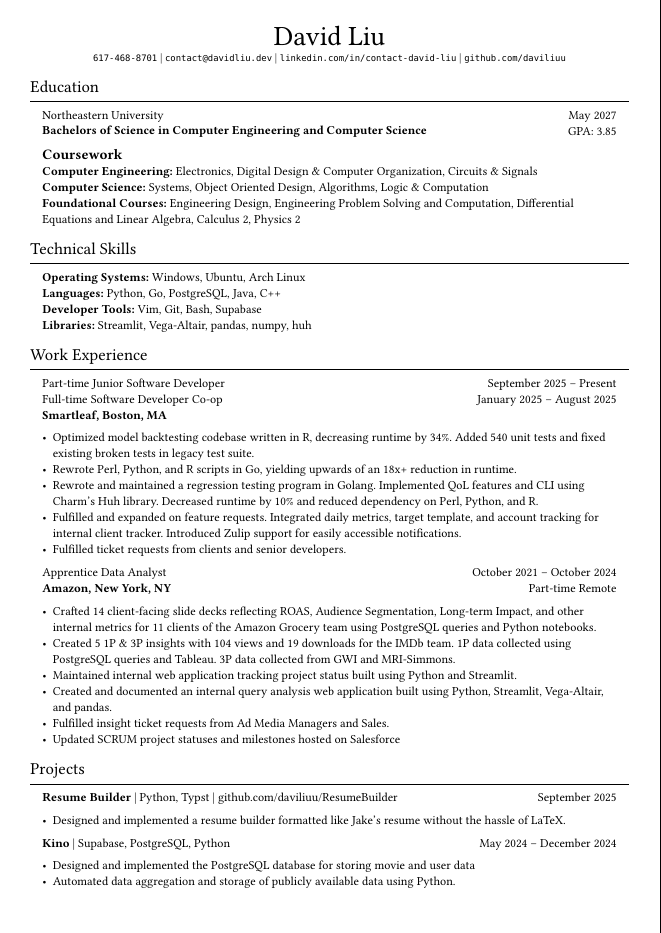 David Liu
617-468-8701 | contact@davidliu.dev | linkedin.com/in/contact-david-liu | github.com/daviliuu
Education
Northeastern University May 2027
Bachelors of Science in Computer Engineering and Computer Science GPA: 3.85
Coursework
Computer Engineering: Electronics, Digital Design & Computer Organization, Circuits & Signals
Computer Science: Systems, Object Oriented Design, Algorithms, Logic & Computation
Foundational Courses: Engineering Design, Engineering Problem Solving and Computation, Differential
Equations and Linear Algebra, Calculus 2, Physics 2
Technical Skills
Operating Systems: Windows, Ubuntu, Arch Linux
Languages: Python, Go, PostgreSQL, Java, C++
Developer Tools: Vim, Git, Bash, Supabase
Libraries: Streamlit, Vega-Altair, pandas, numpy, huh
Work Experience
Part-time Junior Software Developer September 2025 – Present
Full-time Software Developer Co-op January 2025 – August 2025
Smartleaf, Boston, MA
• Optimized model backtesting codebase written in R, decreasing runtime by 34%. Added 540 unit tests and fixed
existing broken tests in legacy test suite.
• Rewrote Perl, Python, and R scripts in Go, yielding upwards of an 18x+ reduction in runtime.
• Rewrote and maintained a regression testing program in Golang. Implemented QoL features and CLI using
Charm's Huh library. Decreased runtime by 10% and reduced dependency on Perl, Python, and R.
• Fulfilled and expanded on feature requests. Integrated daily metrics, target template, and account tracking for
internal client tracker. Introduced Zulip support for easily accessible notifications.
• Fulfilled ticket requests from clients and senior developers.
Apprentice Data Analyst October 2021 – October 2024
Amazon, New York, NY Part-time Remote
• Crafted 14 client-facing slide decks reflecting ROAS, Audience Segmentation, Long-term Impact, and other
internal metrics for 11 clients of the Amazon Grocery team using PostgreSQL queries and Python notebooks.
• Created 5 1P & 3P insights with 104 views and 19 downloads for the IMDb team. 1P data collected using
PostgreSQL queries and Tableau. 3P data collected from GWI and MRI-Simmons.
• Maintained internal web application tracking project status built using Python and Streamlit.
• Created and documented an internal query analysis web application built using Python, Streamlit, Vega-Altair,
and pandas.
• Fulfilled insight ticket requests from Ad Media Managers and Sales.
• Updated SCRUM project statuses and milestones hosted on Salesforce
Projects
Resume Builder | Python, Typst | github.com/daviliuu/ResumeBuilder September 2025
• Designed and implemented a resume builder formatted like Jake's resume without the hassle of LaTeX.
Kino | Supabase, PostgreSQL, Python May 2024 – December 2024
• Designed and implemented the PostgreSQL database for storing movie and user data
• Automated data aggregation and storage of publicly available data using Python.